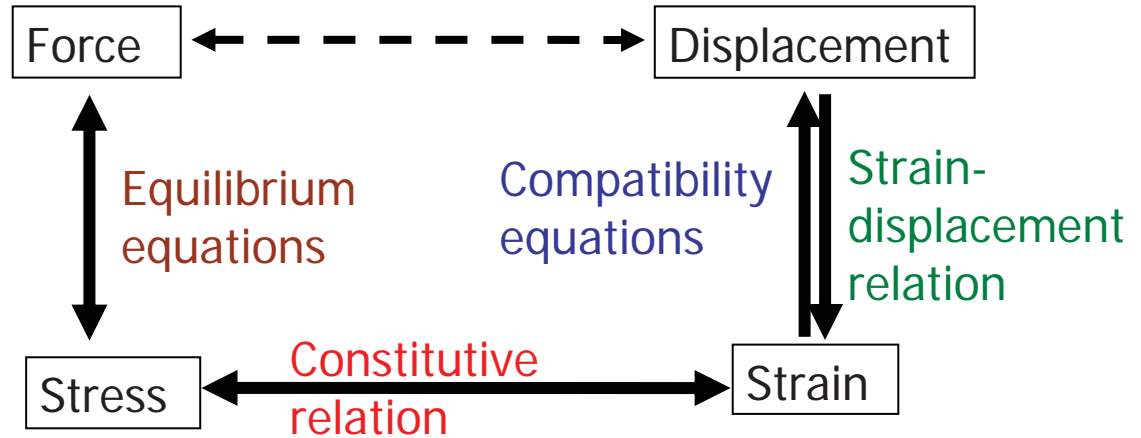 Force
Displacement
Equilibrium
equations
Compatibility
equations
Strain-
displacement
relation
Stress
Constitutive
relation
Strain